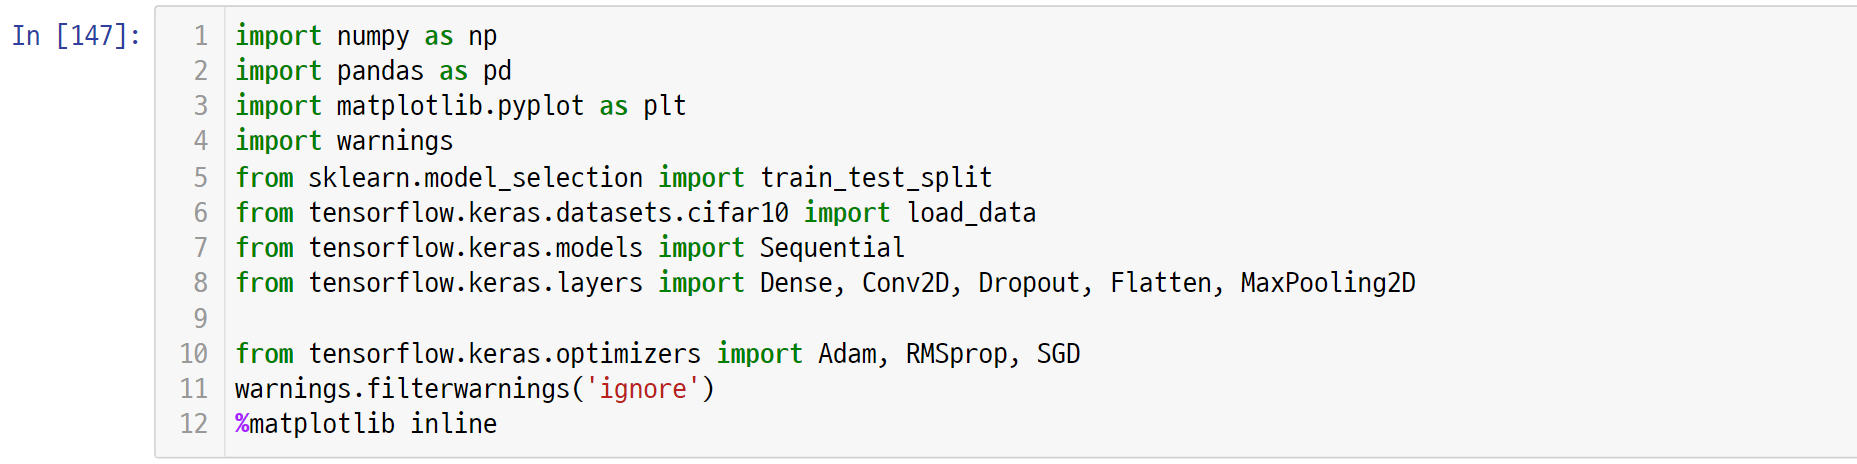 In [147]:
1 import numpy as np
2 import pandas as pd
3 import matplotlib.pyplot as plt
4 import warnings
5 from sklearn.model_selection import train_test_split
6 from tensorflow.keras.datasets.cifar10 import load_data
7 from tensorflow.keras.models import Sequential
8 from tensorflow.keras.layers import Dense, Conv2D, Dropout, Flatten, MaxPooling2D
9
10 from tensorflow.keras.optimizers import Adam, RMSprop, SGD
11 warnings.filterwarnings('ignore')
12 %matplotlib inline